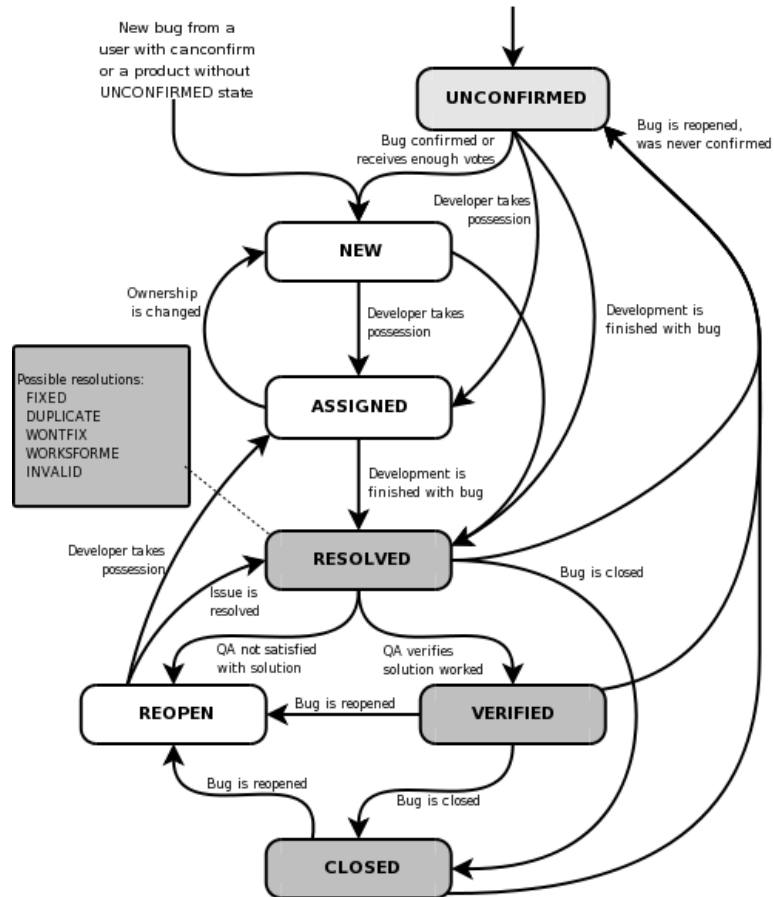 New bug from a
user with canconfirm
or a product without
UNCONFIRMED state
UNCONFIRMED
Bug is reopened,
was never confirmed
Bug confirmed or
receives enough votes
Developer takes
possession
NEW
Ownership
is changed
Developer takes
possession
Development is
finished with bug
Possible resolutions:
FIXED
DUPLICATE
WONTFIX
WORKSFORME
INVALID
ASSIGNED
Development is
finished with bug
RESOLVED
Developer takes
possession
Issue is
resolved
Bug is closed
QA not satisfied
with solution
QA verifies
solution worked
REOPEN
Bug is reopened
VERIFIED
Bug is reopened
Bug is closed
CLOSED